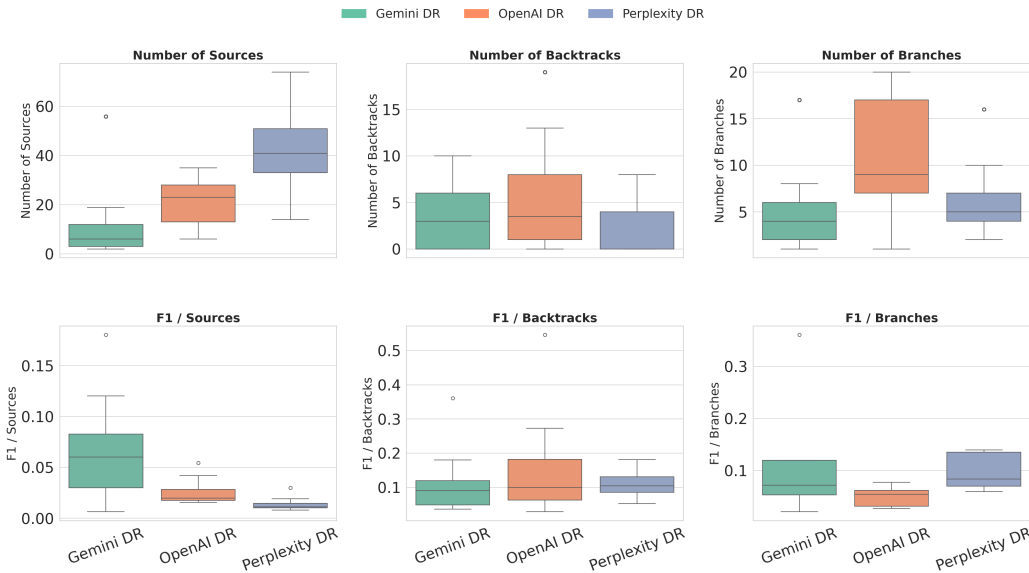 Gemini DR OpenAI DR Perplexity DR
Number of Sources
Number of Sources
0
20
40
60
Number of Backtracks
Number of Backtracks
0
5
10
15
Number of Branches
Number of Branches
5
10
15
20
F1 / Sources
F1 / Sources
0.00
0.05
0.10
0.15
Gemini DR OpenAI DR Perplexity DR
F1 / Backtracks
F1 / Backtracks
0.1
0.2
0.3
0.4
0.5
Gemini DR OpenAI DR Perplexity DR
F1 / Branches
F1 / Branches
0.1
0.2
0.3
Gemini DR OpenAI DR Perplexity DR